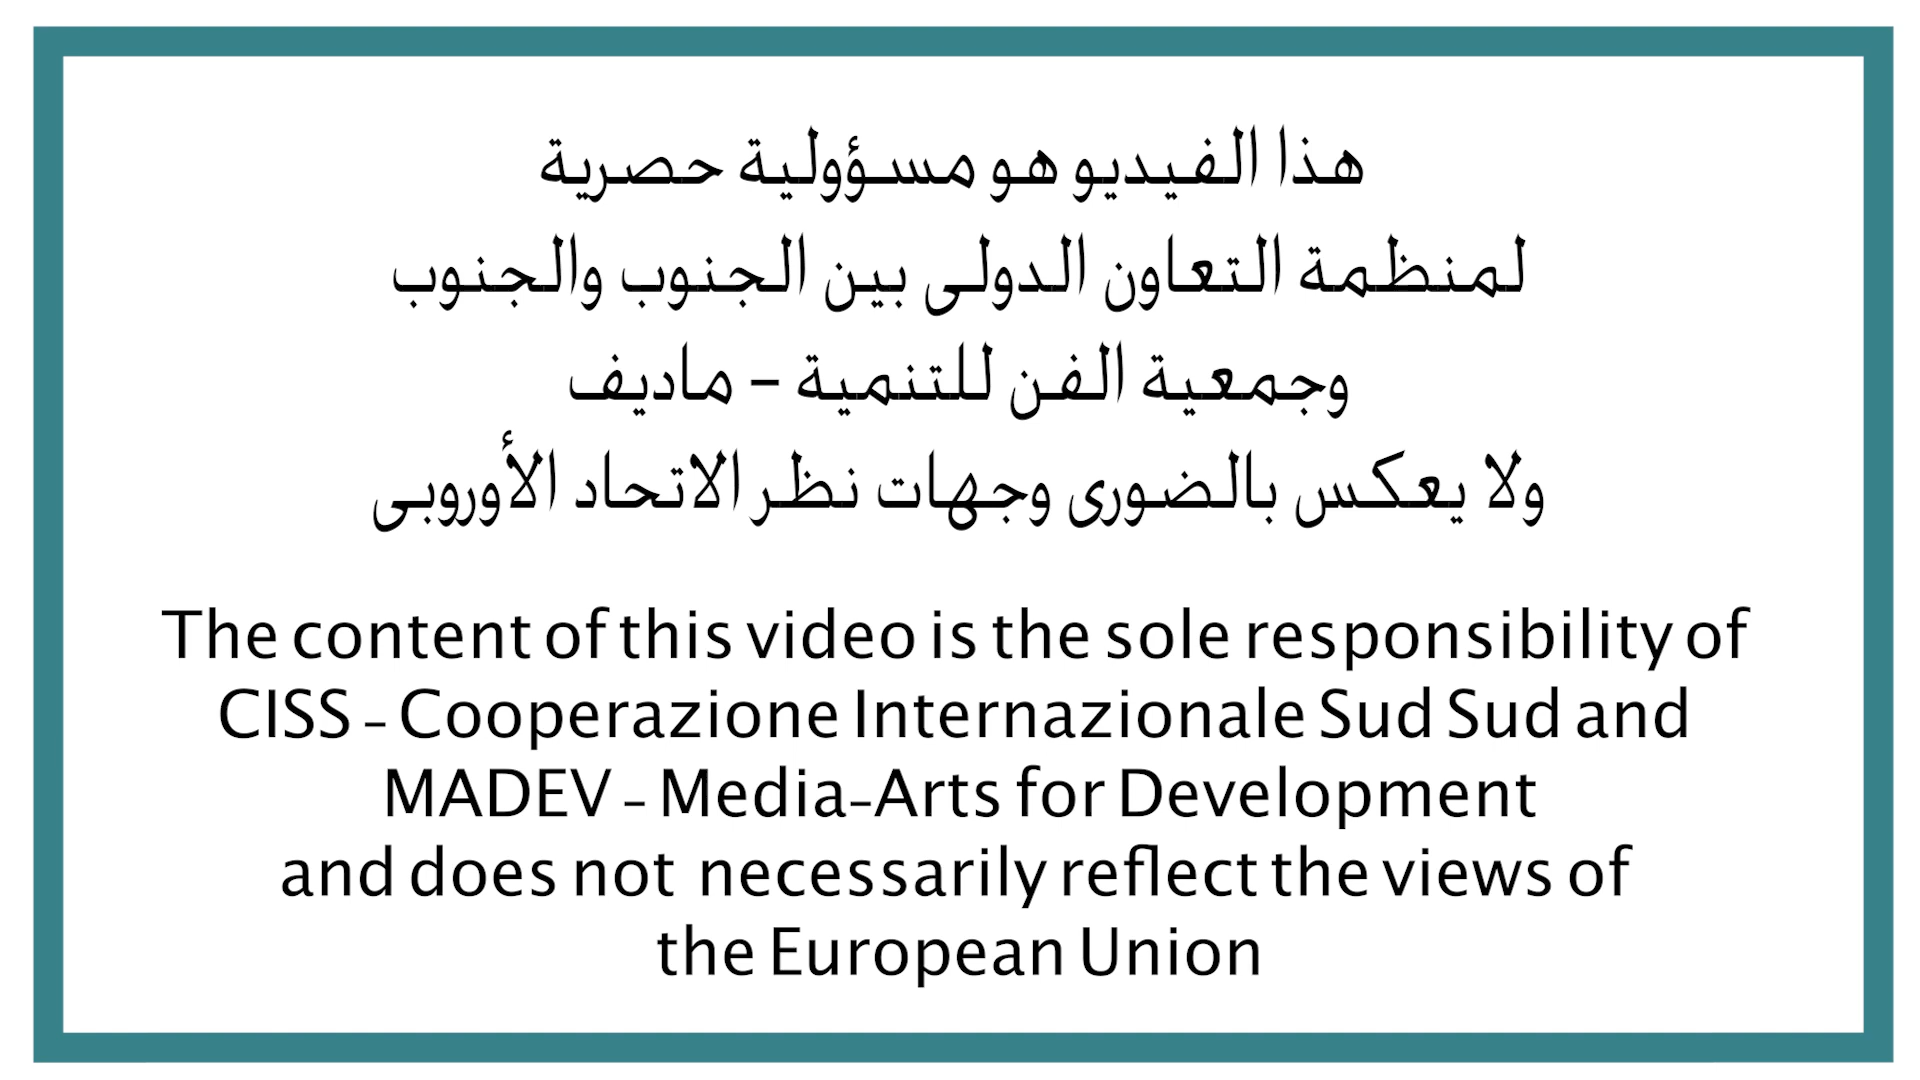 هذا الفيديو هو مسؤولية حصرية
لمنظمة التعاون الدولى بين الجنوب والجنوب
وجمعية الفن للتنمية - ماديف
ولا يعكس بالضورى وجهات نظر الاتحاد الأوروبى
The content of this video is the sole responsibility of
CISS - Cooperazione Internazionale Sud Sud and
MADEV - Media-Arts for Development
and does not necessarily reflect the views of
the European Union